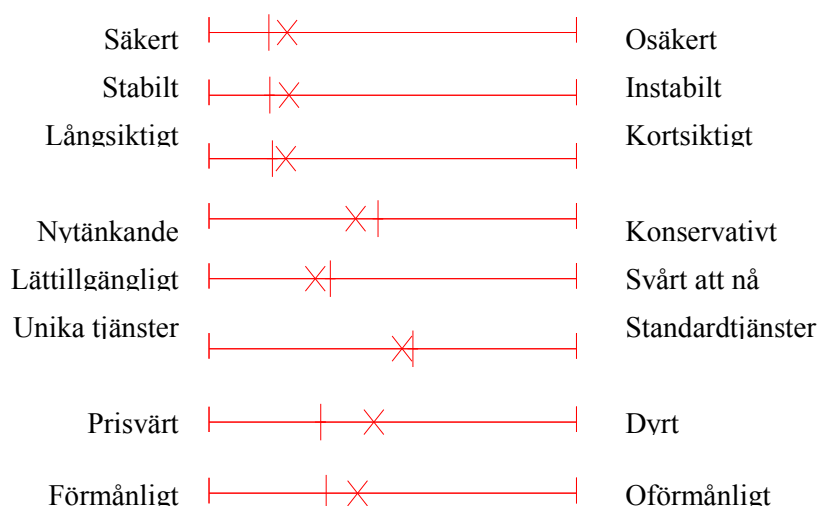 Säkert Osäkert
Stabilt Instabilt
Långsiktigt Kortsiktigt
Nytänkande Konservativt
Lättillgängligt Svårt att nå
Unika tjänster Standardtjänster
Prisvärt Dyrt
Förmånligt Oförmånligt